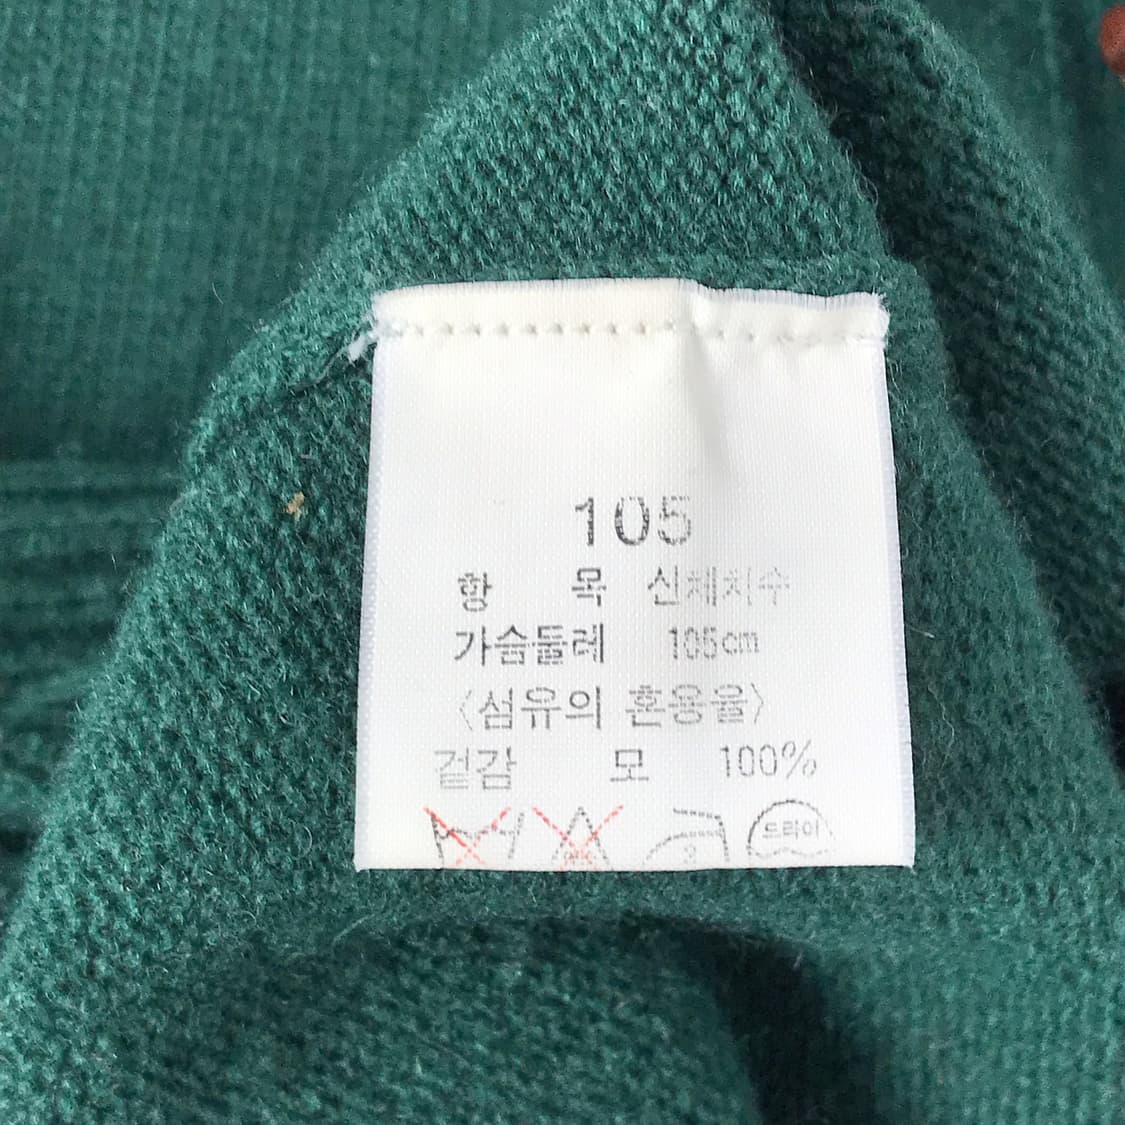 105
항 목 신체치수
가슴둘레 105cm
〈섬유의 혼용율〉
겉감 모 100%
드라이